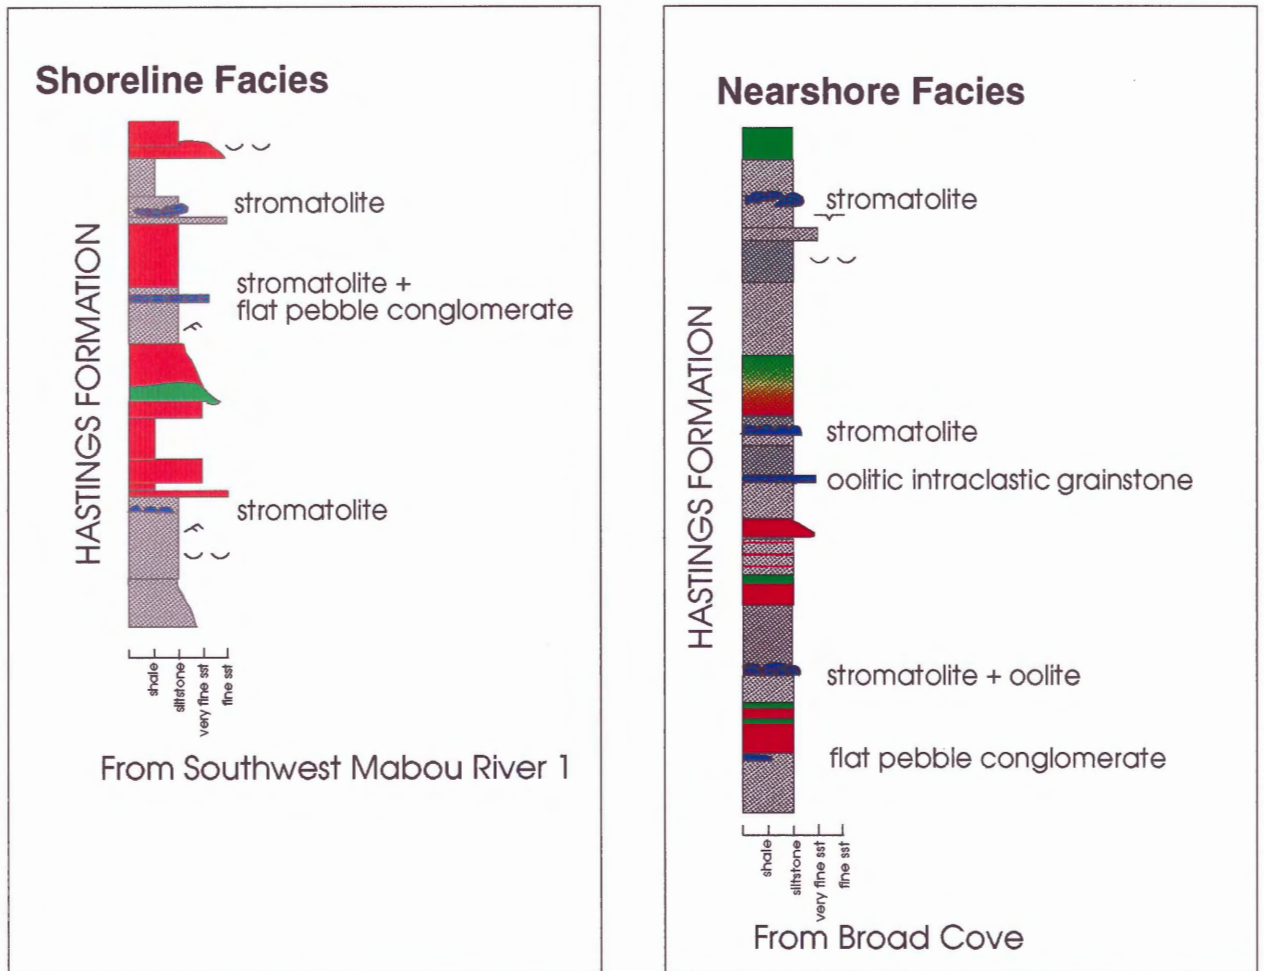 Shoreline Facies
HASTINGS FORMATION
stromatolite
stromatolite +
flat pebble conglomerate
stromatolite
shale
siltstone
very fine sst
fine sst
From Southwest Mabou River 1
Nearshore Facies
HASTINGS FORMATION
stromatolite
stromatolite
oolitic intraclastic grainstone
stromatolite + oolite
flat pebble conglomerate
shale
siltstone
very fine sst
fine sst
From Broad Cove